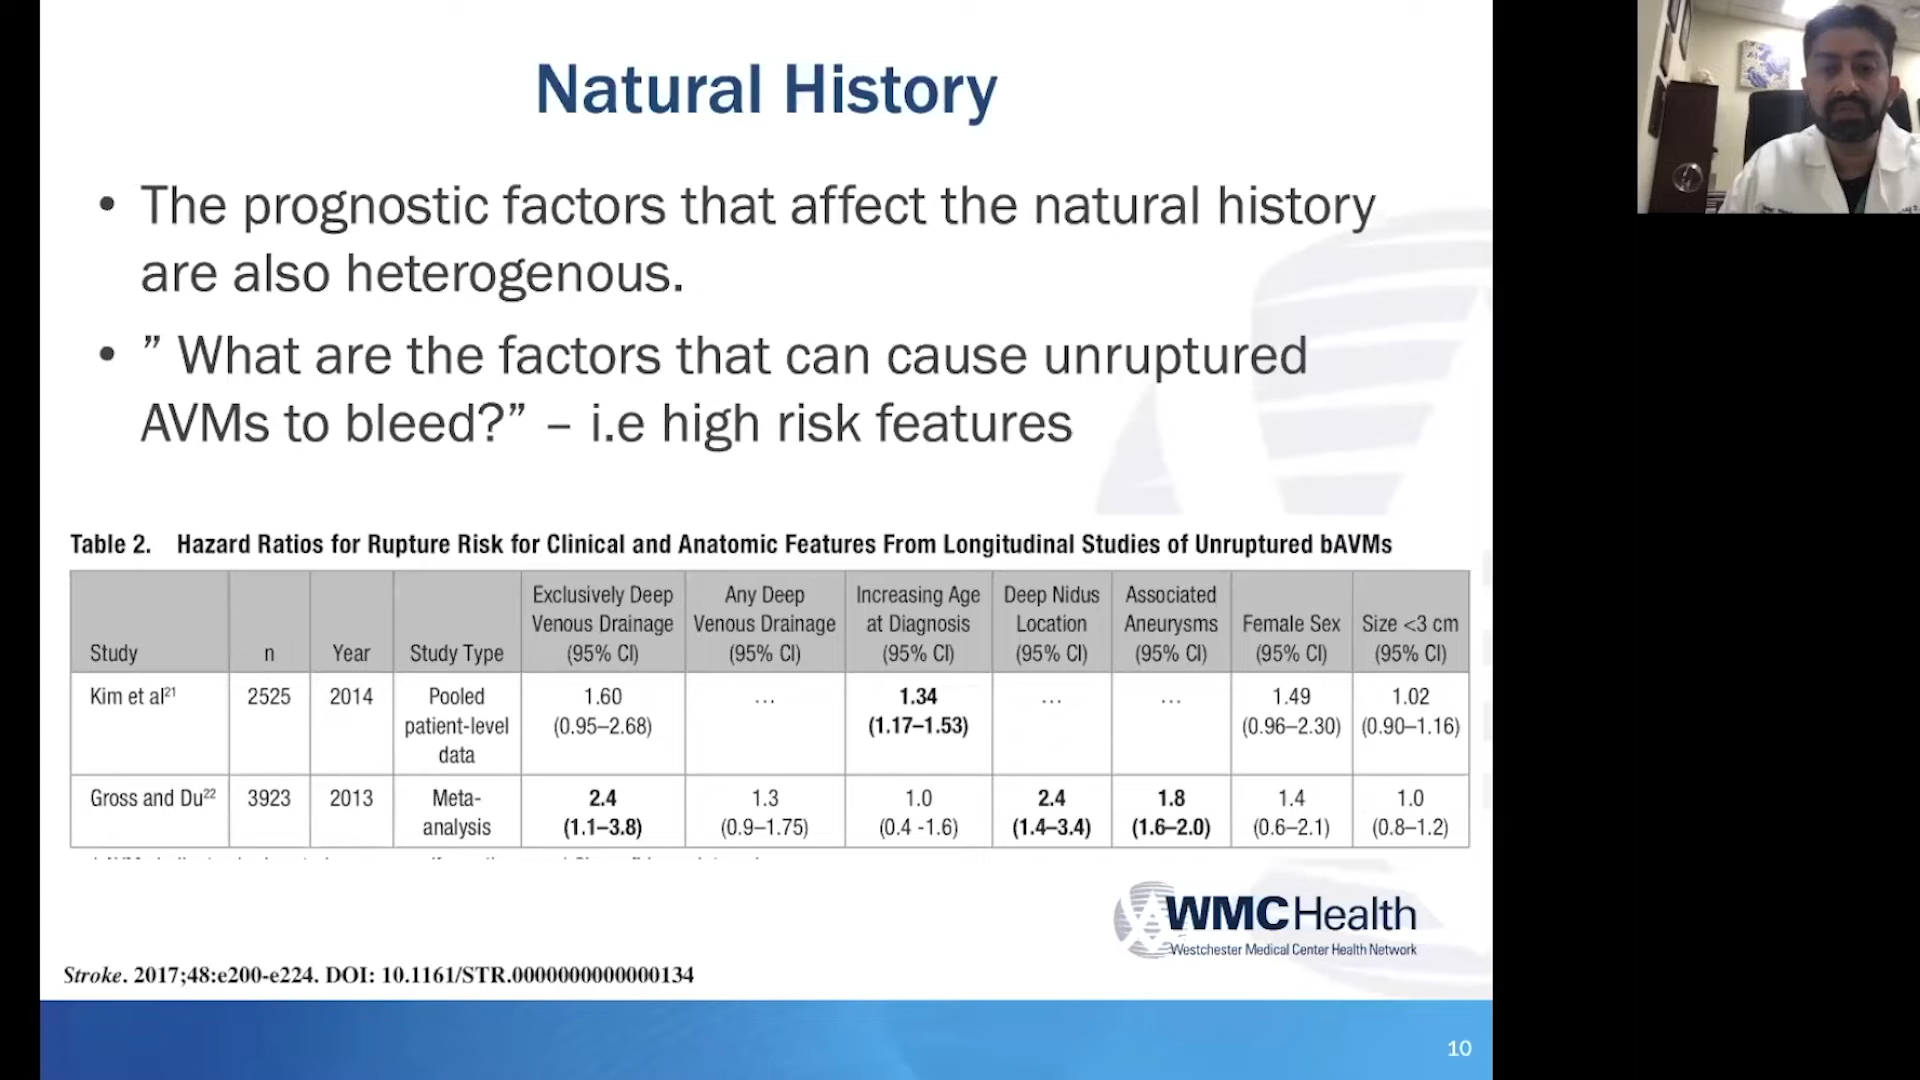 Natural History
• The prognostic factors that affect the natural history
are also heterogenous.
• ” What are the factors that can cause unruptured
AVMs to bleed?” – i.e high risk features
Table 2. Hazard Ratios for Rupture Risk for Clinical and Anatomic Features From Longitudinal Studies of Unruptured bAVMs
Study n Year Study Type Exclusively Deep Venous Drainage (95% CI) Any Deep Venous Drainage (95% CI) Increasing Age at Diagnosis (95% CI) Deep Nidus Location (95% CI) Associated Aneurysms (95% CI) Female Sex (95% CI) Size <3 cm (95% CI)
Kim et al21 2525 2014 Pooled patient-level data 1.60 (0.95–2.68) … 1.34 (1.17–1.53) … … 1.49 (0.96–2.30) 1.02 (0.90–1.16)
Gross and Du22 3923 2013 Meta-analysis 2.4 (1.1–3.8) 1.3 (0.9–1.75) 1.0 (0.4 -1.6) 2.4 (1.4–3.4) 1.8 (1.6–2.0) 1.4 (0.6–2.1) 1.0 (0.8–1.2)
WMCHealth
Westchester Medical Center Health Network
Stroke. 2017;48:e200-e224. DOI: 10.1161/STR.0000000000000134
10